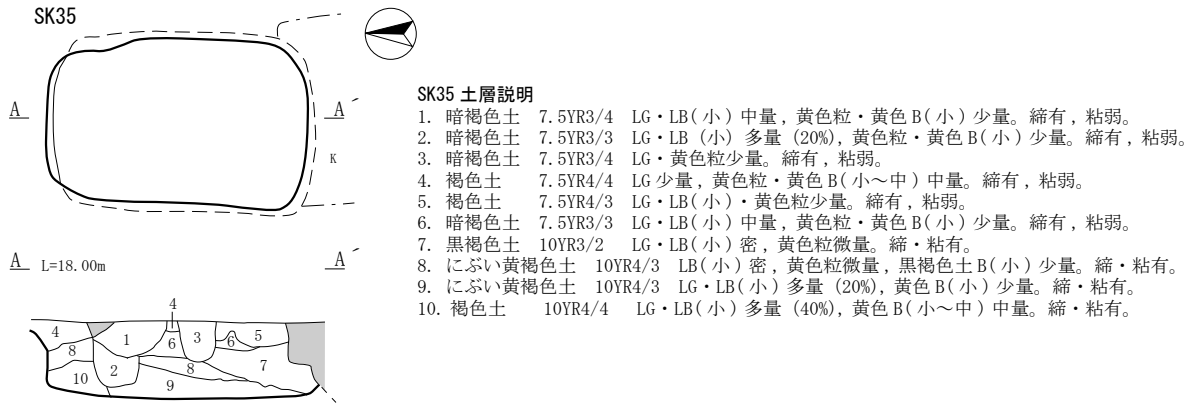 SK35
A A´
K
A L=18.00m A´
4
4 1 6 3 6 5
8 2 8 7
10 9
SK35 土層説明
1. 暗褐色土 7.5YR3/4 LG・LB(小)中量,黄色粒・黄色B(小)少量。締有,粘弱。
2. 暗褐色土 7.5YR3/3 LG・LB (小) 多量 (20%),黄色粒・黄色B(小)少量。締有,粘弱。
3. 暗褐色土 7.5YR3/4 LG・黄色粒少量。締有,粘弱。
4. 褐色土 7.5YR4/4 LG少量,黄色粒・黄色B(小～中)中量。締有,粘弱。
5. 褐色土 7.5YR4/3 LG・LB(小)・黄色粒少量。締有,粘弱。
6. 暗褐色土 7.5YR3/3 LG・LB(小)中量,黄色粒・黄色B(小)少量。締有,粘弱。
7. 黒褐色土 10YR3/2 LG・LB(小)密,黄色粒微量。締・粘有。
8. にぶい黄褐色土 10YR4/3 LB(小)密,黄色粒微量,黒褐色土B(小)少量。締・粘有。
9. にぶい黄褐色土 10YR4/3 LG・LB(小)多量 (20%),黄色B(小)少量。締・粘有。
10. 褐色土 10YR4/4 LG・LB(小)多量 (40%),黄色B(小～中)中量。締・粘有。